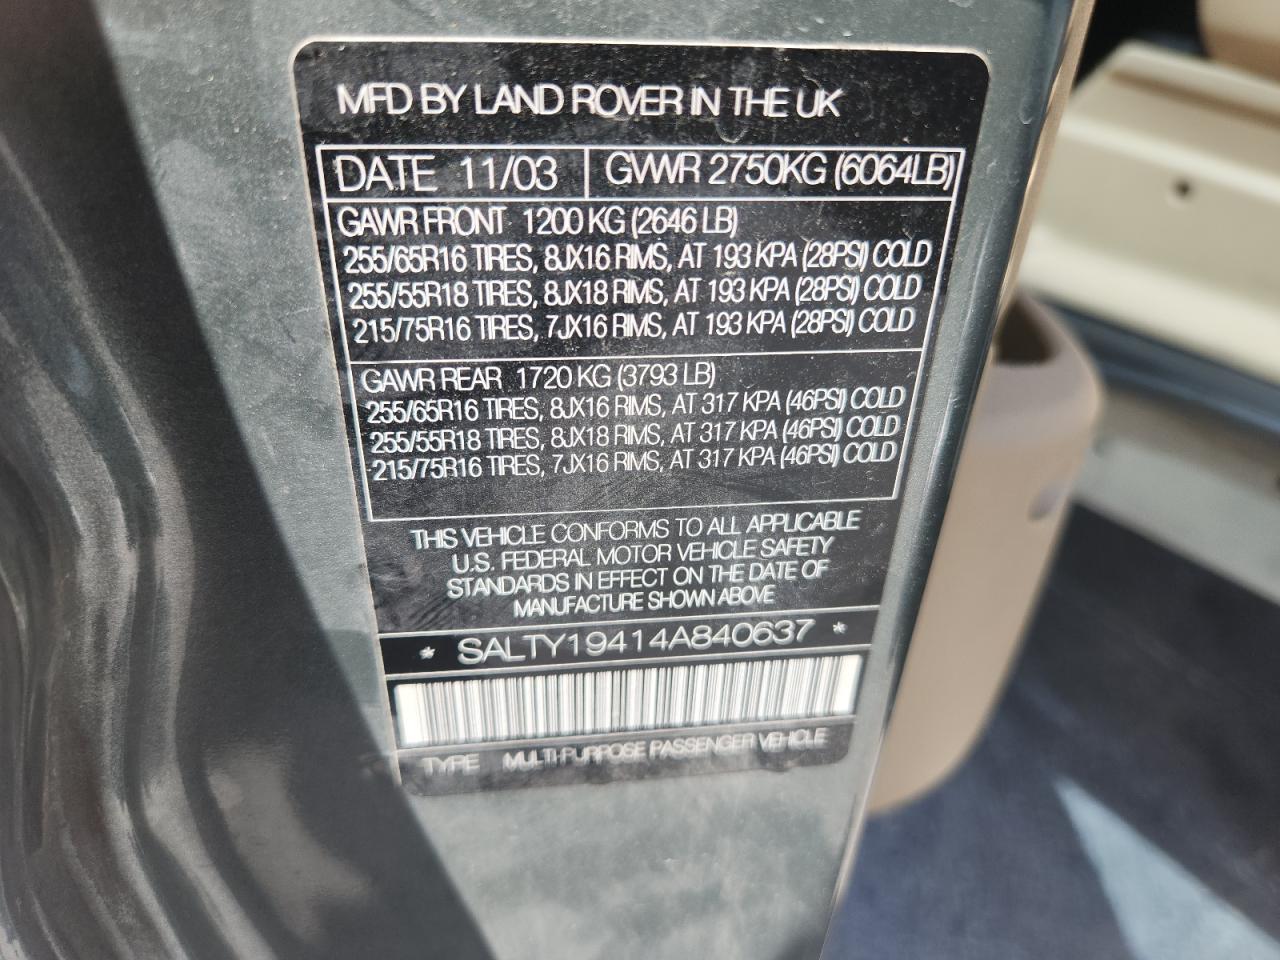 MFD BY LAND ROVER IN THE UK
DATE 11/03 GVWR 2750KG (6064LB)
GAWR FRONT 1200 KG (2646 LB)
255/65R16 TIRES, 8JX16 RIMS, AT 193 KPA (28PSI) COLD
255/55R18 TIRES, 8JX18 RIMS, AT 193 KPA (28PSI) COLD
215/75R16 TIRES, 7JX16 RIMS, AT 193 KPA (28PSI) COLD
GAWR REAR 1720 KG (3793 LB)
255/65R16 TIRES, 8JX16 RIMS, AT 317 KPA (46PSI) COLD
255/55R18 TIRES, 8JX18 RIMS, AT 317 KPA (46PSI) COLD
215/75R16 TIRES, 7JX16 RIMS, AT 317 KPA (46PSI) COLD
THIS VEHICLE CONFORMS TO ALL APPLICABLE
U.S. FEDERAL MOTOR VEHICLE SAFETY
STANDARDS IN EFFECT ON THE DATE OF
MANUFACTURE SHOWN ABOVE
* SALTY19414A840637 *
TYPE MULTI-PURPOSE PASSENGER VEHICLE